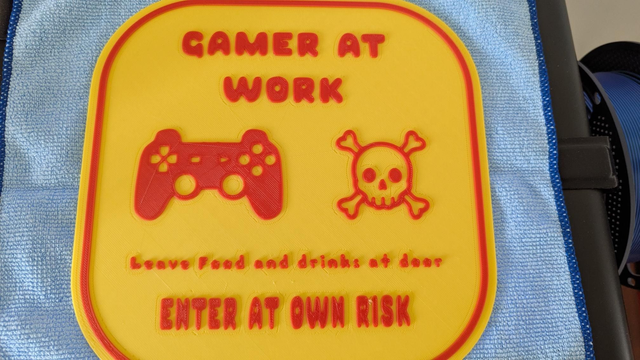 GAMER AT
WORK
Leave Food and drinks at door
ENTER AT OWN RISK